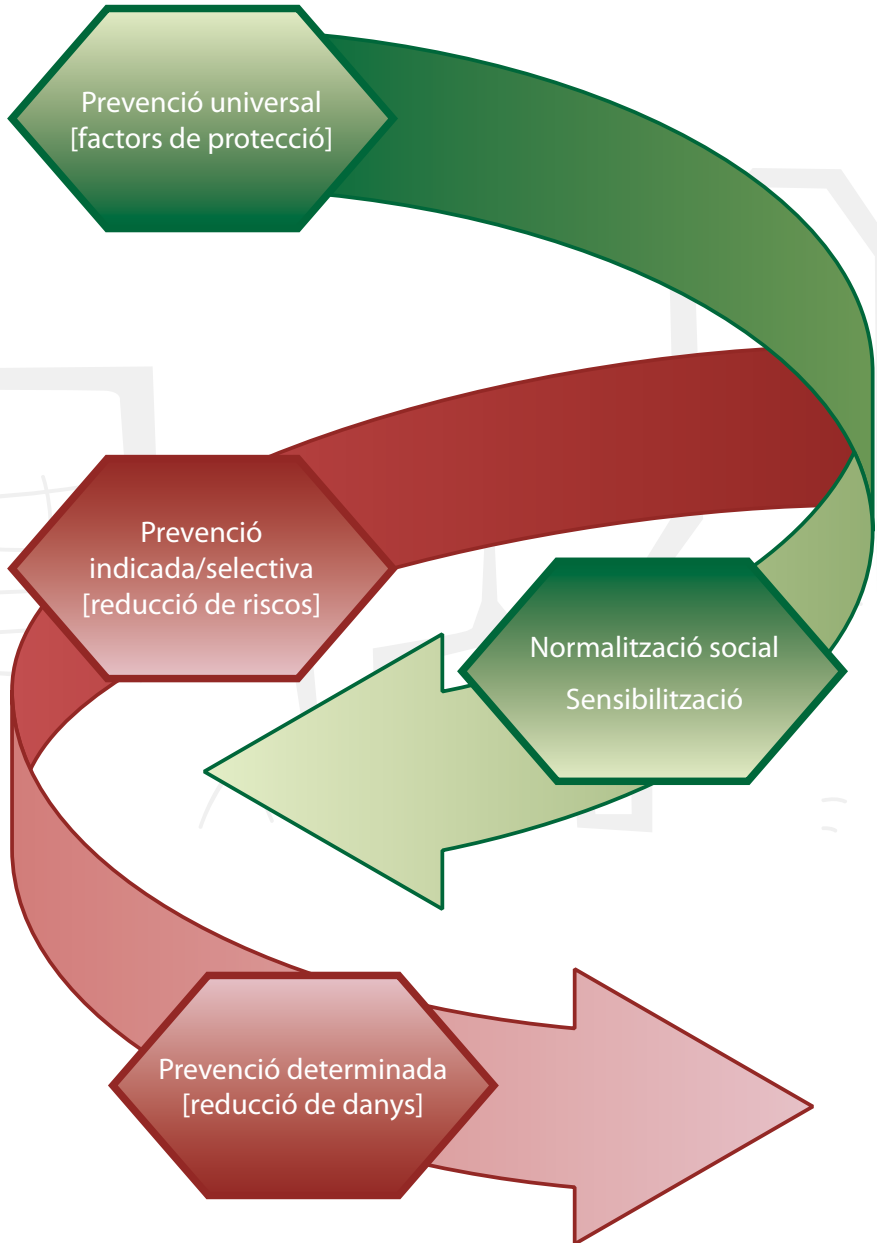 Prevenció universal
[factors de protecció]
Prevenció
indicada/selectiva
[reducció de riscos]
Normalització social
Sensibilització
Prevenció determinada
[reducció de danys]